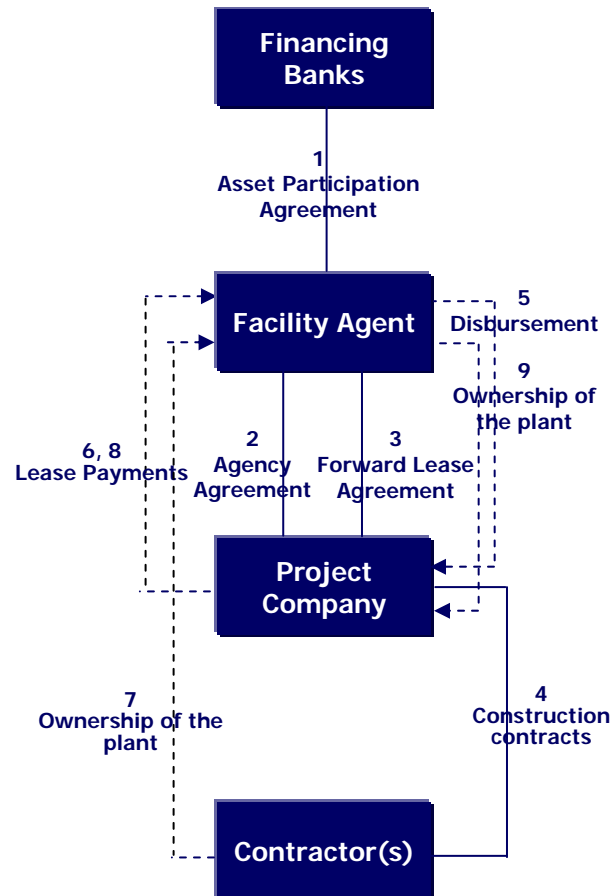 Financing
Banks
1
Asset Participation
Agreement
Facility Agent
5
Disbursement
9
Ownership of
the plant
6, 8
Lease Payments
2
Agency
Agreement
3
Forward Lease
Agreement
Project
Company
7
Ownership of the
plant
4
Construction
contracts
Contractor(s)